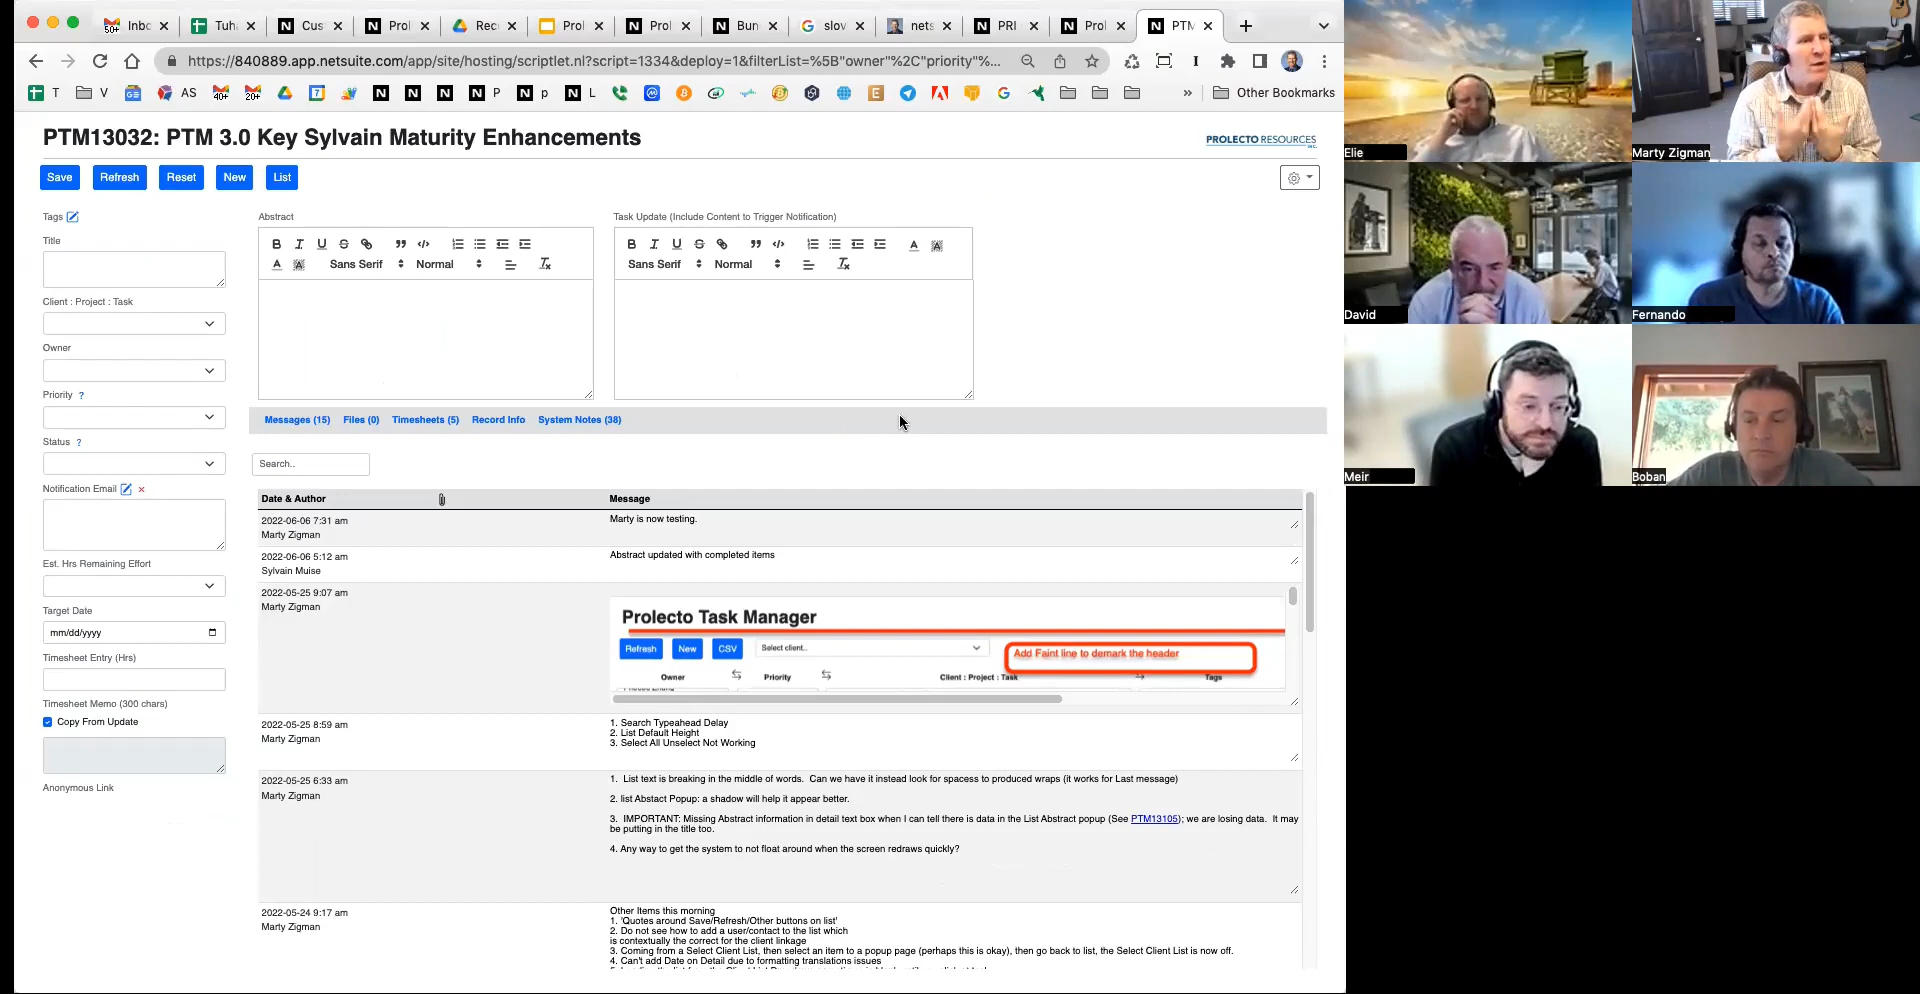 50+
Inbc
Tuh
Cus
Prol
Rec
Prol
Prol
Bun
slov
nets
PRI
Prol
PTM
https://840889.app.netsuite.com/app/site/hosting/scriptlet.nl?script=1334&deploy=1&filterList=%5B"owner"%2C"priority"%...
T
V
AS
40+
20+
P
p
L
»
Other Bookmarks
PTM13032: PTM 3.0 Key Sylvain Maturity Enhancements
PROLECTO RESOURCES
INC.
Save
Refresh
Reset
New
List
Tags
Title
Client : Project : Task
Owner
Priority ?
Status ?
Notification Email
Est. Hrs Remaining Effort
Target Date
mm/dd/yyyy
Timesheet Entry (Hrs)
Timesheet Memo (300 chars)
Copy From Update
Anonymous Link
Abstract
Sans Serif
Normal
Task Update (Include Content to Trigger Notification)
Sans Serif
Normal
Messages (15)
Files (0)
Timesheets (5)
Record Info
System Notes (38)
Search..
Date & Author
Message
2022-06-06 7:31 am
Marty Zigman
Marty is now testing.
2022-06-06 5:12 am
Sylvain Muise
Abstract updated with completed items
2022-05-25 9:07 am
Marty Zigman
Prolecto Task Manager
Refresh
New
CSV
Select client..
Add Faint line to demark the header
Owner
Priority
Client : Project : Task
Tags
2022-05-25 8:59 am
Marty Zigman
1. Search Typeahead Delay
2. List Default Height
3. Select All Unselect Not Working
2022-05-25 6:33 am
Marty Zigman
1. List text is breaking in the middle of words. Can we have it instead look for spacess to produced wraps (it works for Last message)
2. list Abstact Popup: a shadow will help it appear better.
3. IMPORTANT: Missing Abstract information in detail text box when I can tell there is data in the List Abstract popup (See PTM13105); we are losing data. It may
be putting in the title too.
4. Any way to get the system to not float around when the screen redraws quickly?
2022-05-24 9:17 am
Marty Zigman
Other Items this morning
1. 'Quotes around Save/Refresh/Other buttons on list'
2. Do not see how to add a user/contact to the list which
is contextually the correct for the client linkage
3. Coming from a Select Client List, then select an item to a popup page (perhaps this is okay), then go back to list, the Select Client List is now off.
4. Can't add Date on Detail due to formatting translations issues
Elie
Marty Zigman
David
Fernando
Meir
Boban